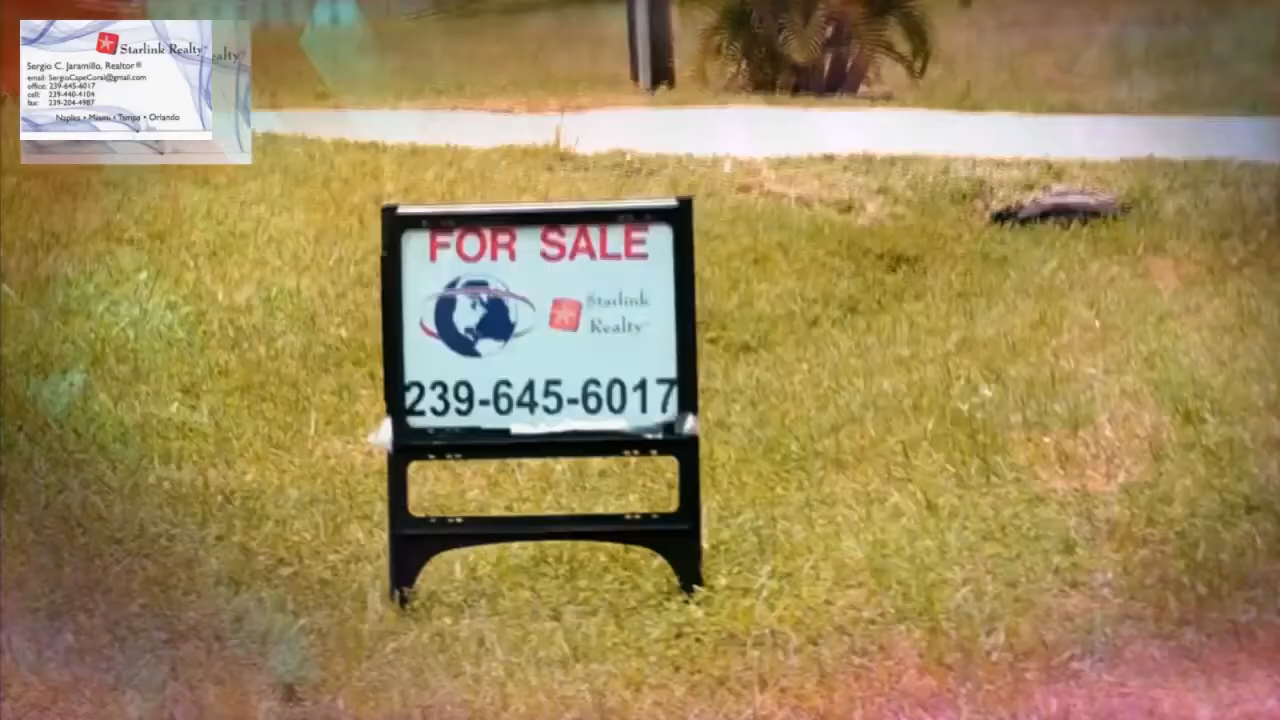 Starlink Realty
ealty
Sergio C. Jaramillo, Realtor®
email: SergioCapeCoral@gmail.com
office: 239-645-6017
cell: 239-440-4104
fax: 239-204-4987
Naples • Miami • Tampa • Orlando
FOR SALE
Starlink
Realty
239-645-6017